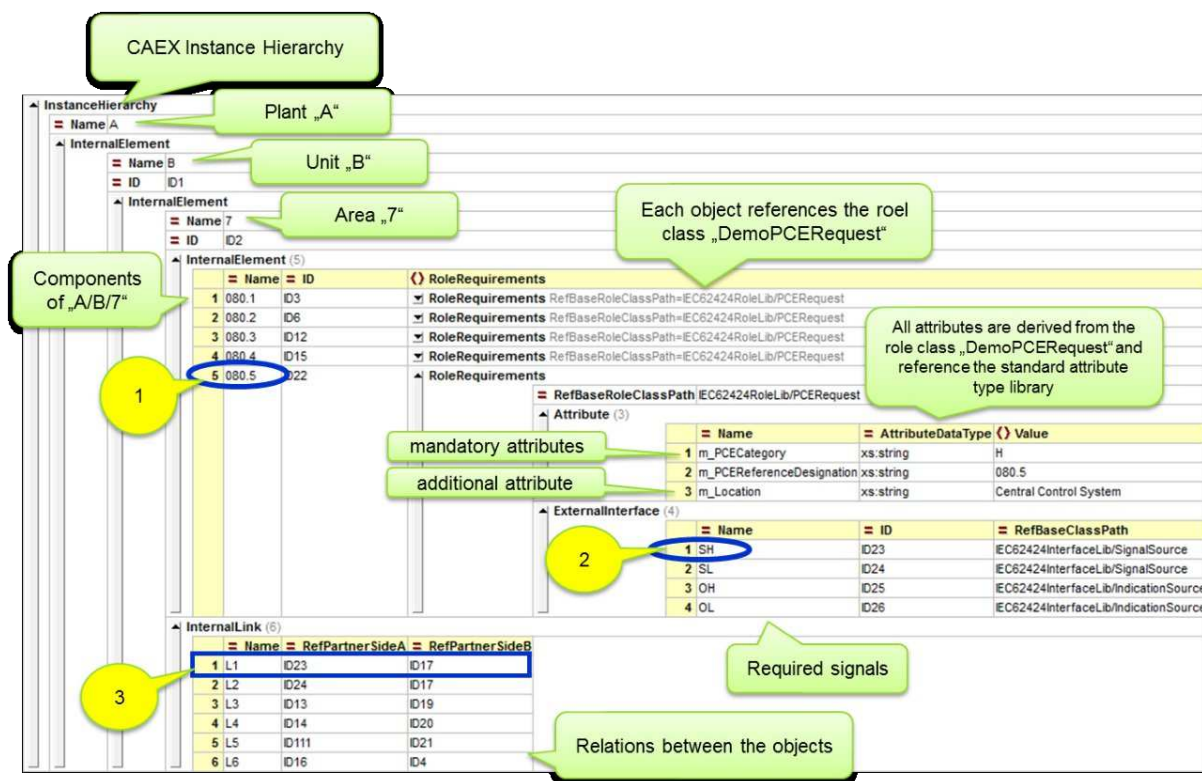 CAEX Instance Hierarchy
InstanceHierarchy
= Name A
Plant „A“
InternalElement
= Name B
Unit „B“
= ID ID1
InternalElement
= Name 7
Area „7“
= ID ID2
Each object references the roel
class „DemoPCERequest“
InternalElement (5)
Components
of „A/B/7“
= Name = ID () RoleRequirements
1 080.1 ID3 RoleRequirements RefBaseRoleClassPath=IEC62424RoleLib/PCERequest
2 080.2 ID6 RoleRequirements RefBaseRoleClassPath=IEC62424RoleLib/PCERequest
3 080.3 ID12 RoleRequirements RefBaseRoleClassPath=IEC62424RoleLib/PCERequest
4 080.4 ID15 RoleRequirements RefBaseRoleClassPath=IEC62424RoleLib/PCERequest
5 080.5 ID22 RoleRequirements
1
All attributes are derived from the
role class „DemoPCERequest“ and
reference the standard attribute
type library
= RefBaseRoleClassPath IEC62424RoleLib/PCERequest
Attribute (3)
= Name = AttributeDataType () Value
mandatory attributes
1 m_PCECategory xs:string H
2 m_PCEReferenceDesignation xs:string 080.5
additional attribute
3 m_Location xs:string Central Control System
ExternalInterface (4)
= Name = ID = RefBaseClassPath
2
1 SH ID23 IEC62424InterfaceLib/SignalSource
2 SL ID24 IEC62424InterfaceLib/SignalSource
3 OH ID25 IEC62424InterfaceLib/IndicationSource
4 OL ID26 IEC62424InterfaceLib/IndicationSource
Required signals
InternalLink (6)
= Name = RefPartnerSideA = RefPartnerSideB
3
1 L1 ID23 ID17
2 L2 ID24 ID17
3 L3 ID13 ID19
4 L4 ID14 ID20
5 L5 ID111 ID21
6 L6 ID16 ID4
Relations between the objects